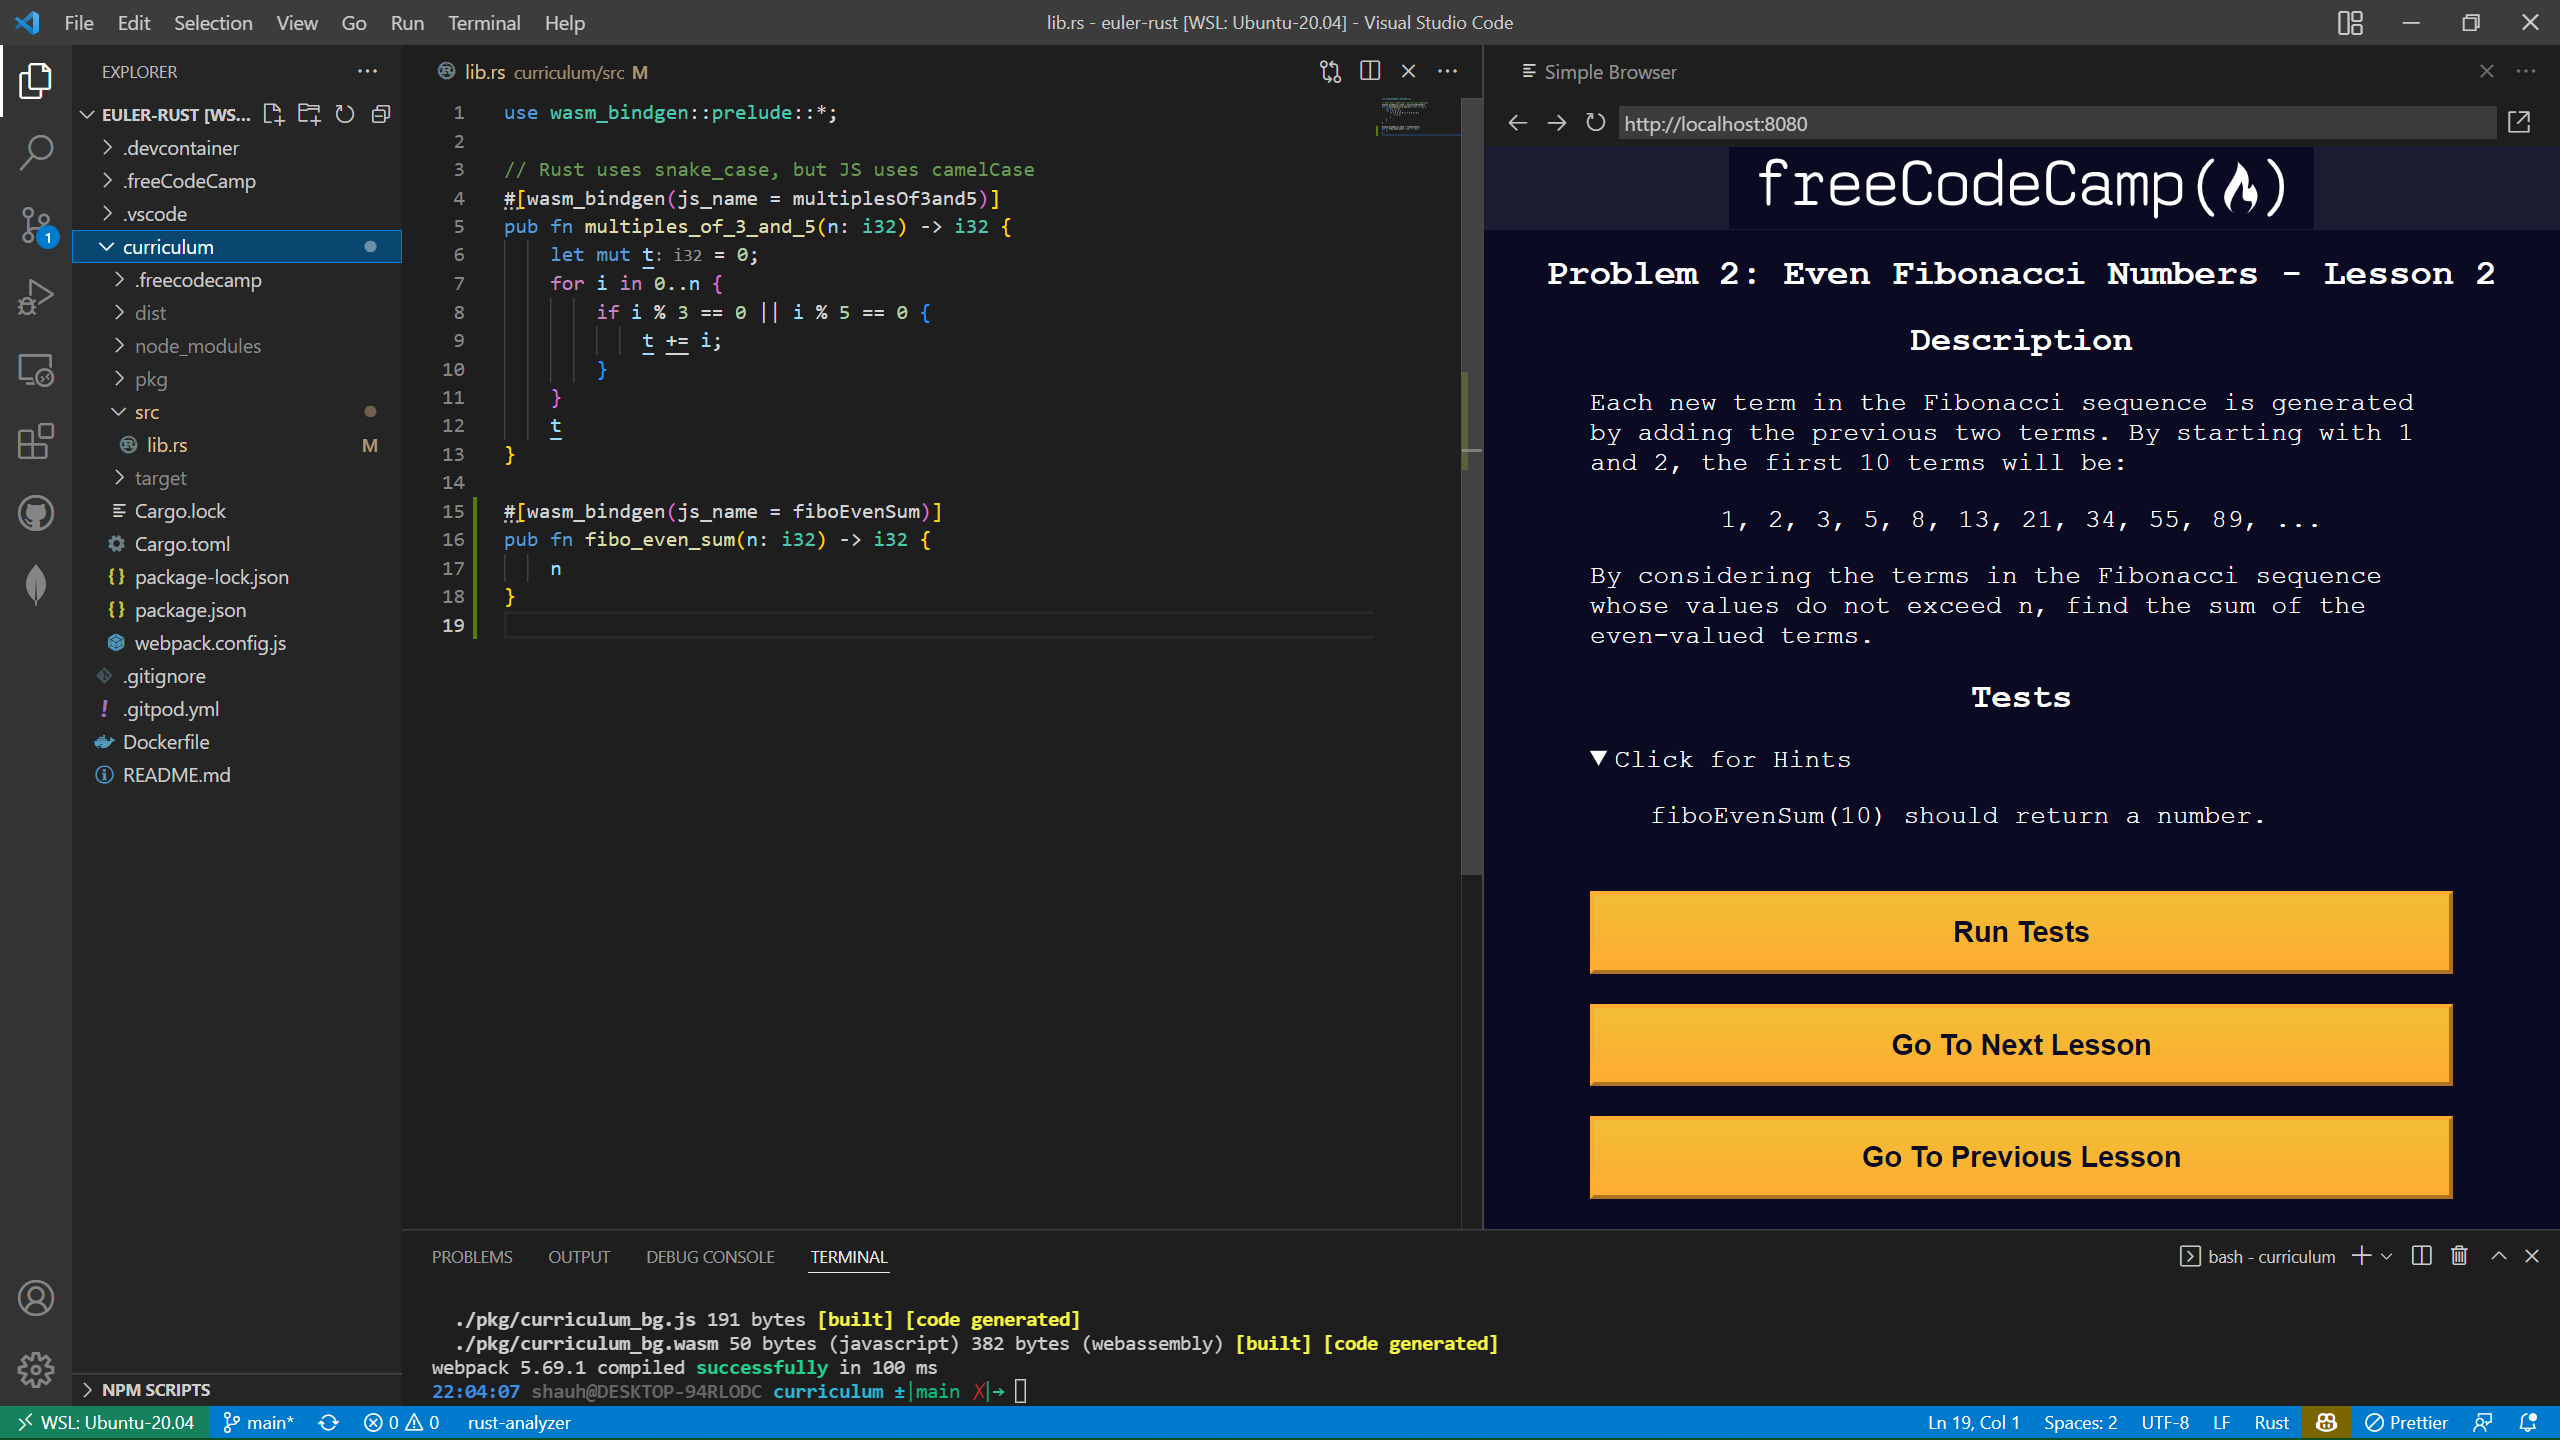 File Edit Selection View Go Run Terminal Help
lib.rs - euler-rust [WSL: Ubuntu-20.04] - Visual Studio Code
EXPLORER
EULER-RUST [WS...
.devcontainer
.freeCodeCamp
.vscode
curriculum
.freecodecamp
dist
node_modules
pkg
src
lib.rs M
target
Cargo.lock
Cargo.toml
package-lock.json
package.json
webpack.config.js
.gitignore
.gitpod.yml
Dockerfile
README.md
NPM SCRIPTS
1
lib.rs curriculum/src M
1 use wasm_bindgen::prelude::*;
2
3 // Rust uses snake_case, but JS uses camelCase
4 #[wasm_bindgen(js_name = multiplesOf3and5)]
5 pub fn multiples_of_3_and_5(n: i32) -> i32 {
6 let mut t: i32 = 0;
7 for i in 0..n {
8 if i % 3 == 0 || i % 5 == 0 {
9 t += i;
10 }
11 }
12 t
13 }
14
15 #[wasm_bindgen(js_name = fiboEvenSum)]
16 pub fn fibo_even_sum(n: i32) -> i32 {
17 n
18 }
19
Simple Browser
http://localhost:8080
freeCodeCamp(🔥)
Problem 2: Even Fibonacci Numbers - Lesson 2
Description
Each new term in the Fibonacci sequence is generated
by adding the previous two terms. By starting with 1
and 2, the first 10 terms will be:
1, 2, 3, 5, 8, 13, 21, 34, 55, 89, ...
By considering the terms in the Fibonacci sequence
whose values do not exceed n, find the sum of the
even-valued terms.
Tests
▼ Click for Hints
fiboEvenSum(10) should return a number.
Run Tests
Go To Next Lesson
Go To Previous Lesson
PROBLEMS OUTPUT DEBUG CONSOLE TERMINAL
bash - curriculum
./pkg/curriculum_bg.js 191 bytes [built] [code generated]
./pkg/curriculum_bg.wasm 50 bytes (javascript) 382 bytes (webassembly) [built] [code generated]
webpack 5.69.1 compiled successfully in 100 ms
22:04:07 shauh@DESKTOP-94RLODC curriculum ±|main ✗|→
WSL: Ubuntu-20.04 main* 0 0 rust-analyzer
Ln 19, Col 1 Spaces: 2 UTF-8 LF Rust Prettier